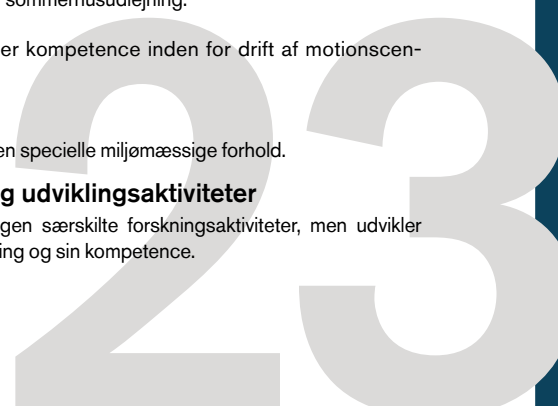 sommerhusudlejning.
er kompetence inden for drift af motionscen-
en specielle miljømæssige forhold.
g udviklingsaktiviteter
gen særskilte forskningsaktiviteter, men udvikler
ing og sin kompetence.
23